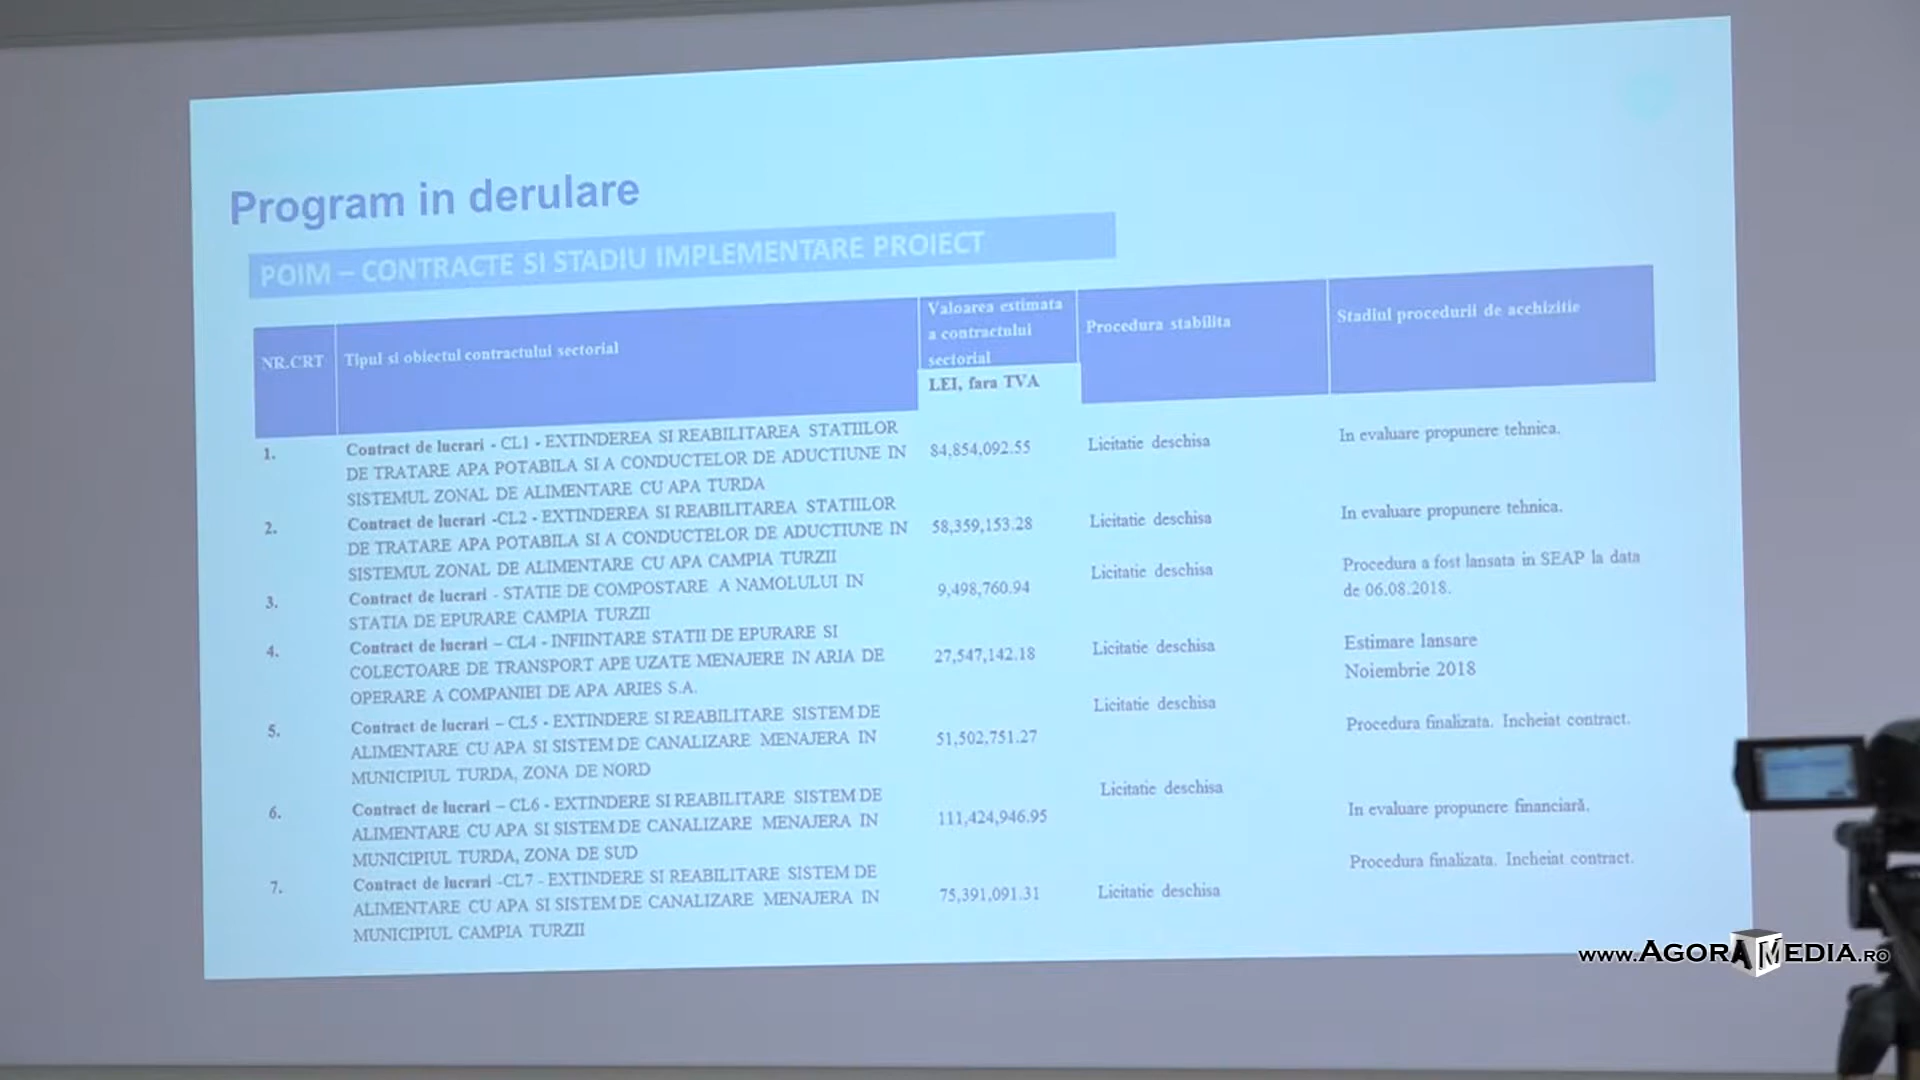 Program in derulare
POIM – CONTRACTE SI STADIU IMPLEMENTARE PROIECT
NR.CRT
Tipul si obiectul contractului sectorial
Valoarea estimata
a contractului
sectorial
LEI, fara TVA
Procedura stabilita
Stadiul procedurii de acchizitie
1.
Contract de lucrari - CL1 - EXTINDEREA SI REABILITAREA STATIILOR
DE TRATARE APA POTABILA SI A CONDUCTELOR DE ADUCTIUNE IN
SISTEMUL ZONAL DE ALIMENTARE CU APA TURDA
84,854,092.55
Licitatie deschisa
In evaluare propunere tehnica.
2.
Contract de lucrari -CL2 - EXTINDEREA SI REABILITAREA STATIILOR
DE TRATARE APA POTABILA SI A CONDUCTELOR DE ADUCTIUNE IN
SISTEMUL ZONAL DE ALIMENTARE CU APA CAMPIA TURZII
58,359,153.28
Licitatie deschisa
In evaluare propunere tehnica.
3.
Contract de lucrari - STATIE DE COMPOSTARE A NAMOLULUI IN
STATIA DE EPURARE CAMPIA TURZII
9,498,760.94
Licitatie deschisa
Procedura a fost lansata in SEAP la data
de 06.08.2018.
4.
Contract de lucrari – CL4 - INFIINTARE STATII DE EPURARE SI
COLECTOARE DE TRANSPORT APE UZATE MENAJERE IN ARIA DE
OPERARE A COMPANIEI DE APA ARIES S.A.
27,547,142.18
Licitatie deschisa
Estimare lansare
Noiembrie 2018
5.
Contract de lucrari – CL5 - EXTINDERE SI REABILITARE SISTEM DE
ALIMENTARE CU APA SI SISTEM DE CANALIZARE MENAJERA IN
MUNICIPIUL TURDA, ZONA DE NORD
51,502,751.27
Licitatie deschisa
Procedura finalizata. Incheiat contract.
6.
Contract de lucrari – CL6 - EXTINDERE SI REABILITARE SISTEM DE
ALIMENTARE CU APA SI SISTEM DE CANALIZARE MENAJERA IN
MUNICIPIUL TURDA, ZONA DE SUD
111,424,946.95
Licitatie deschisa
In evaluare propunere financiară.
7.
Contract de lucrari -CL7 - EXTINDERE SI REABILITARE SISTEM DE
ALIMENTARE CU APA SI SISTEM DE CANALIZARE MENAJERA IN
MUNICIPIUL CAMPIA TURZII
75,391,091.31
Licitatie deschisa
Procedura finalizata. Incheiat contract.
www.AGORAMEDIA.RO